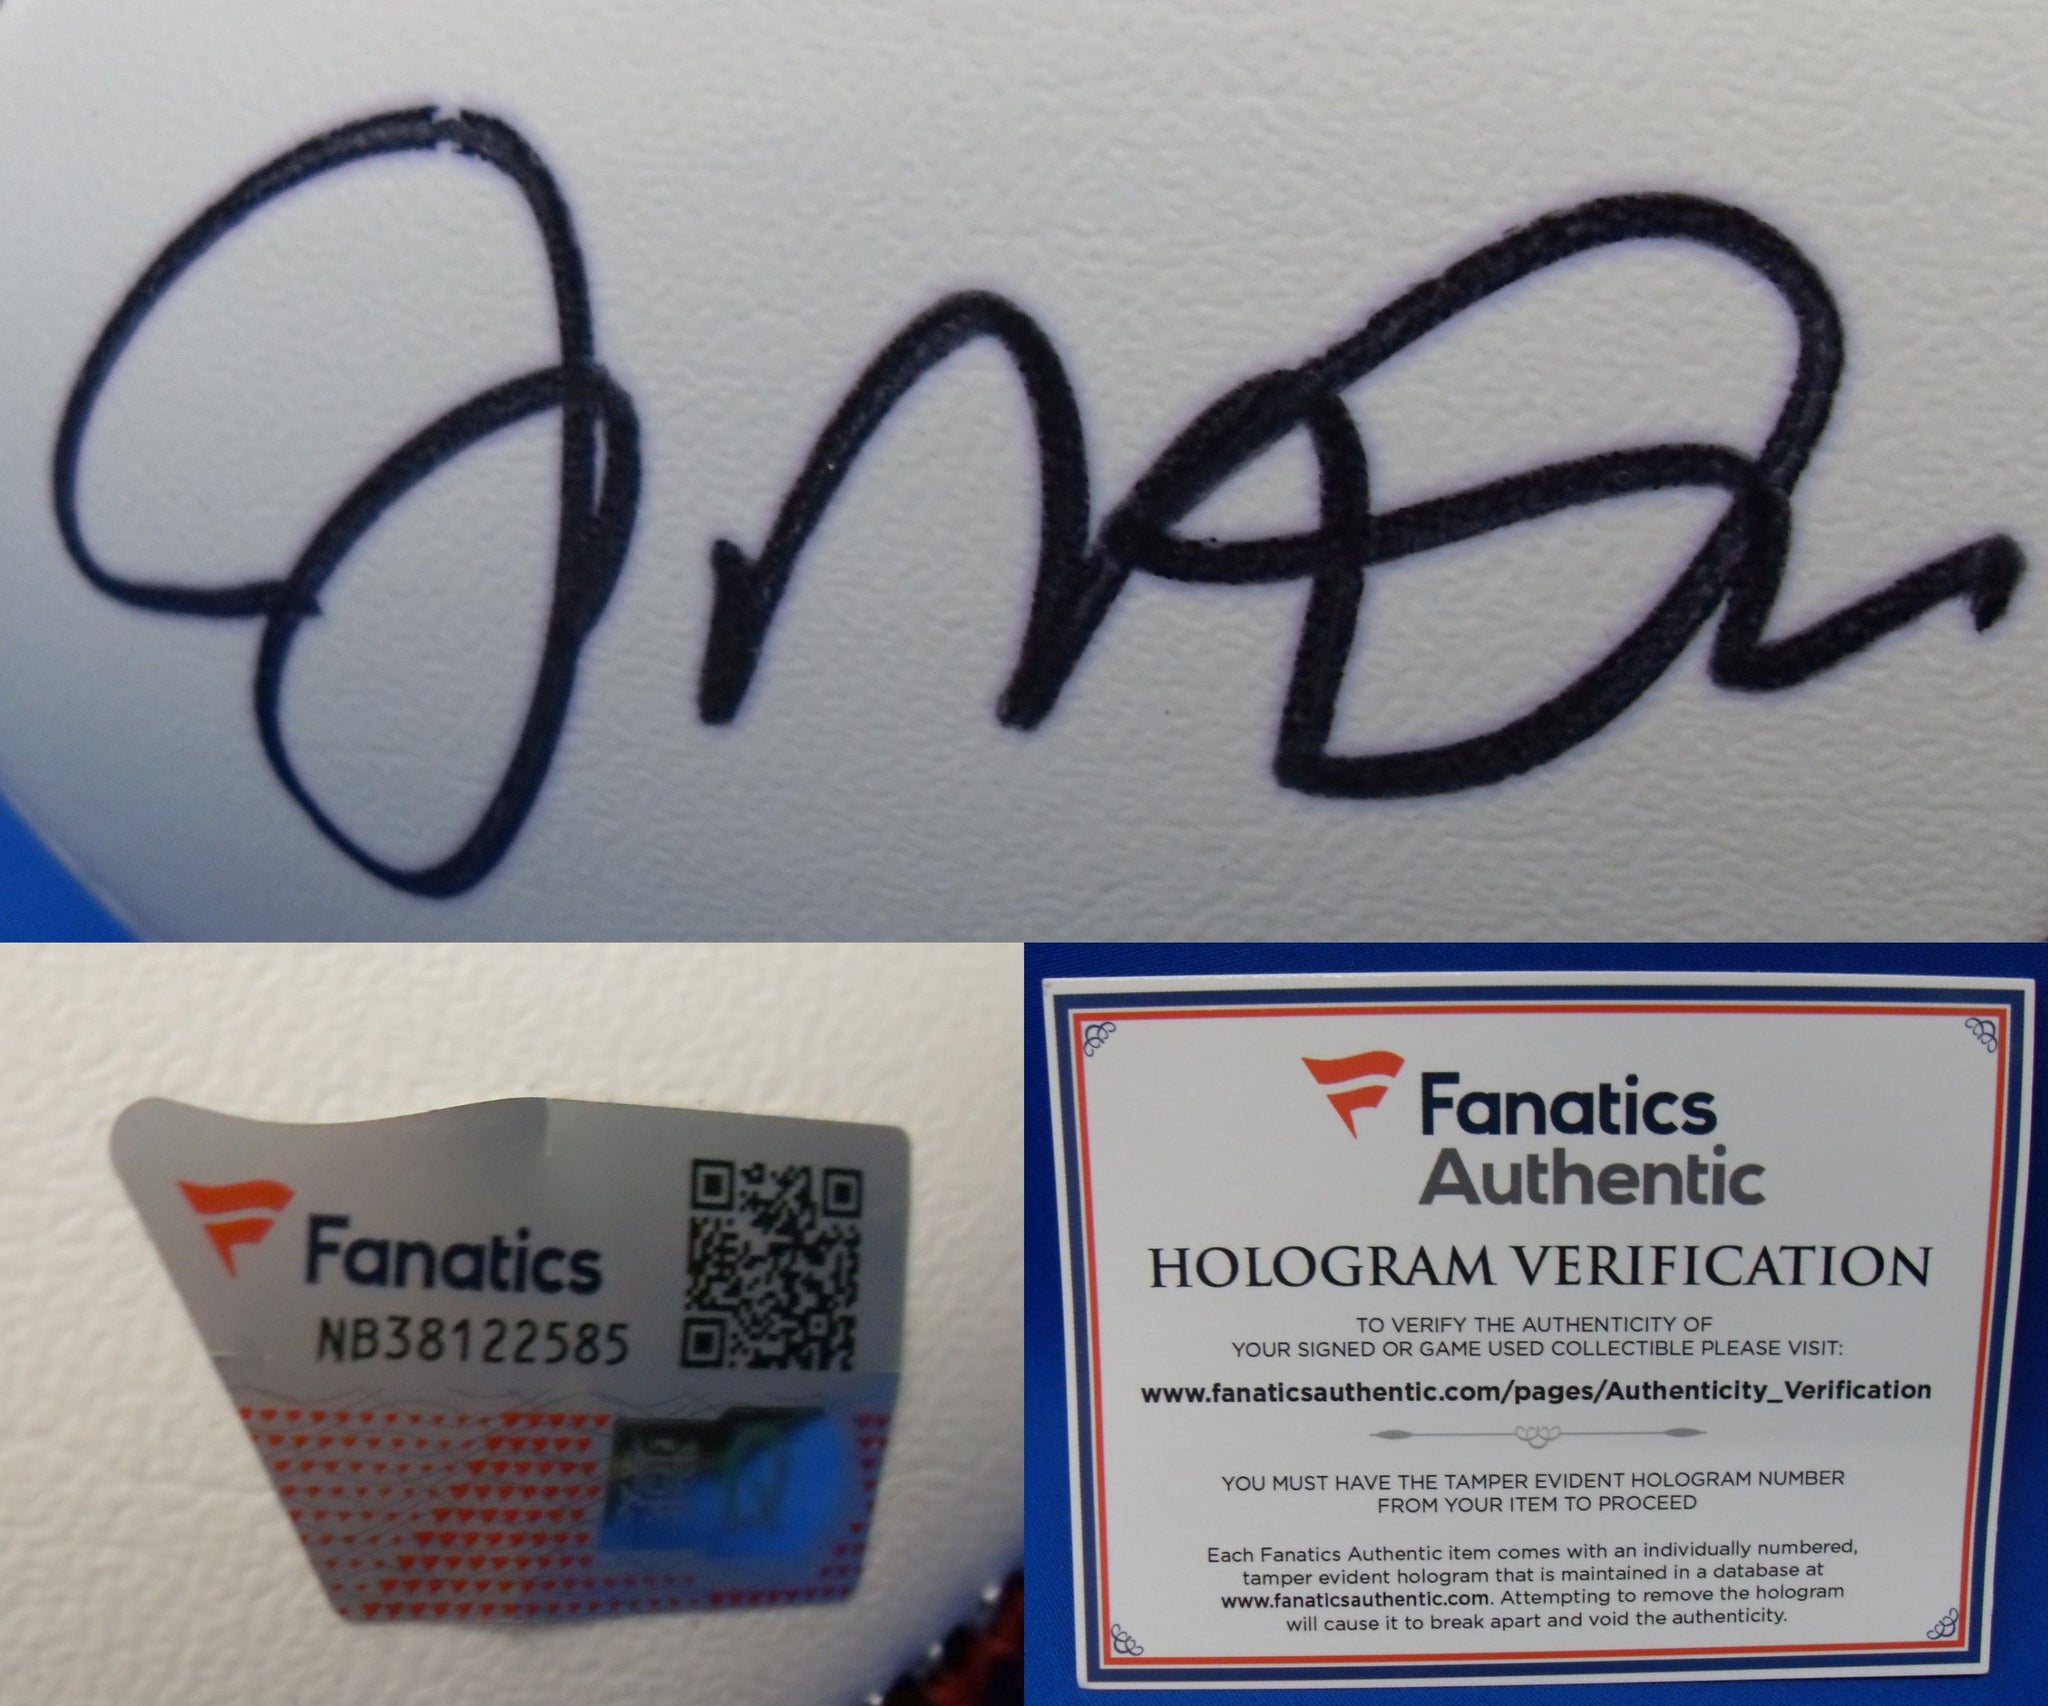 Fanatics
NB38122585
Fanatics
Authentic
HOLOGRAM VERIFICATION
TO VERIFY THE AUTHENTICITY OF
YOUR SIGNED OR GAME USED COLLECTIBLE PLEASE VISIT:
www.fanaticsauthentic.com/pages/Authenticity_Verification
YOU MUST HAVE THE TAMPER EVIDENT HOLOGRAM NUMBER
FROM YOUR ITEM TO PROCEED
Each Fanatics Authentic item comes with an individually numbered,
tamper evident hologram that is maintained in a database at
www.fanaticsauthentic.com. Attempting to remove the hologram
will cause it to break apart and void the authenticity.